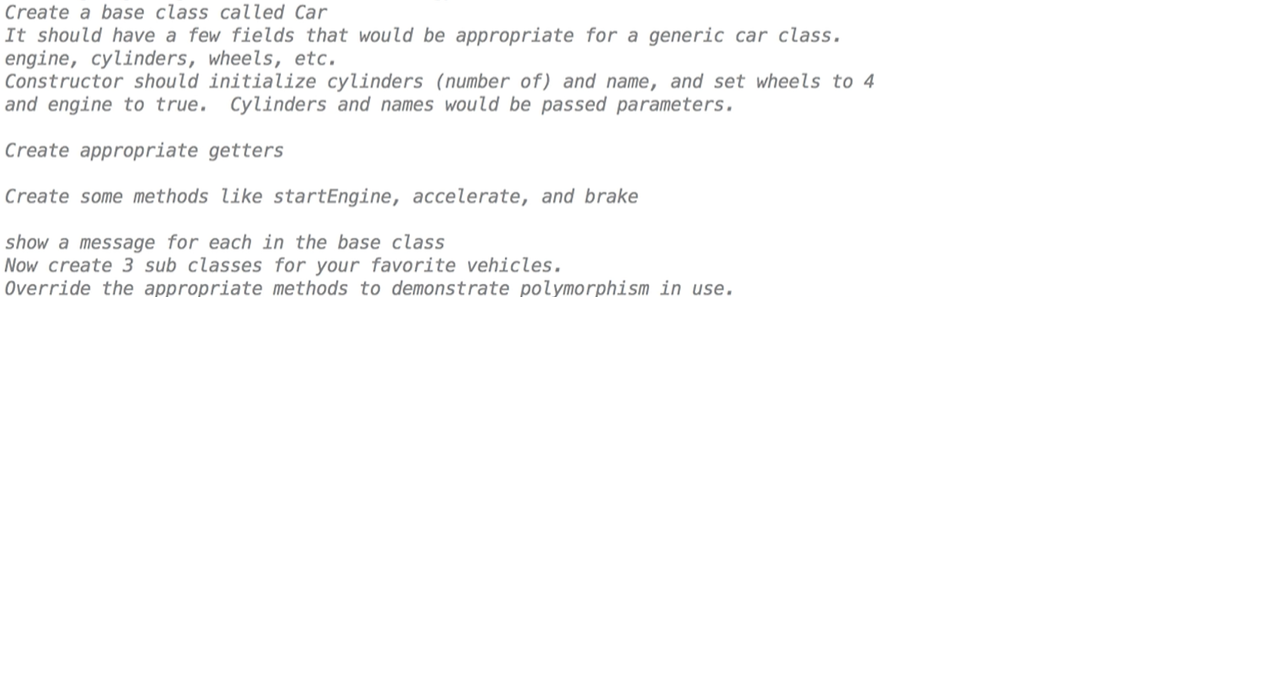 Create a base class called Car
It should have a few fields that would be appropriate for a generic car class.
engine, cylinders, wheels, etc.
Constructor should initialize cylinders (number of) and name, and set wheels to 4
and engine to true.  Cylinders and names would be passed parameters.
Create appropriate getters
Create some methods like startEngine, accelerate, and brake
show a message for each in the base class
Now create 3 sub classes for your favorite vehicles.
Override the appropriate methods to demonstrate polymorphism in use.